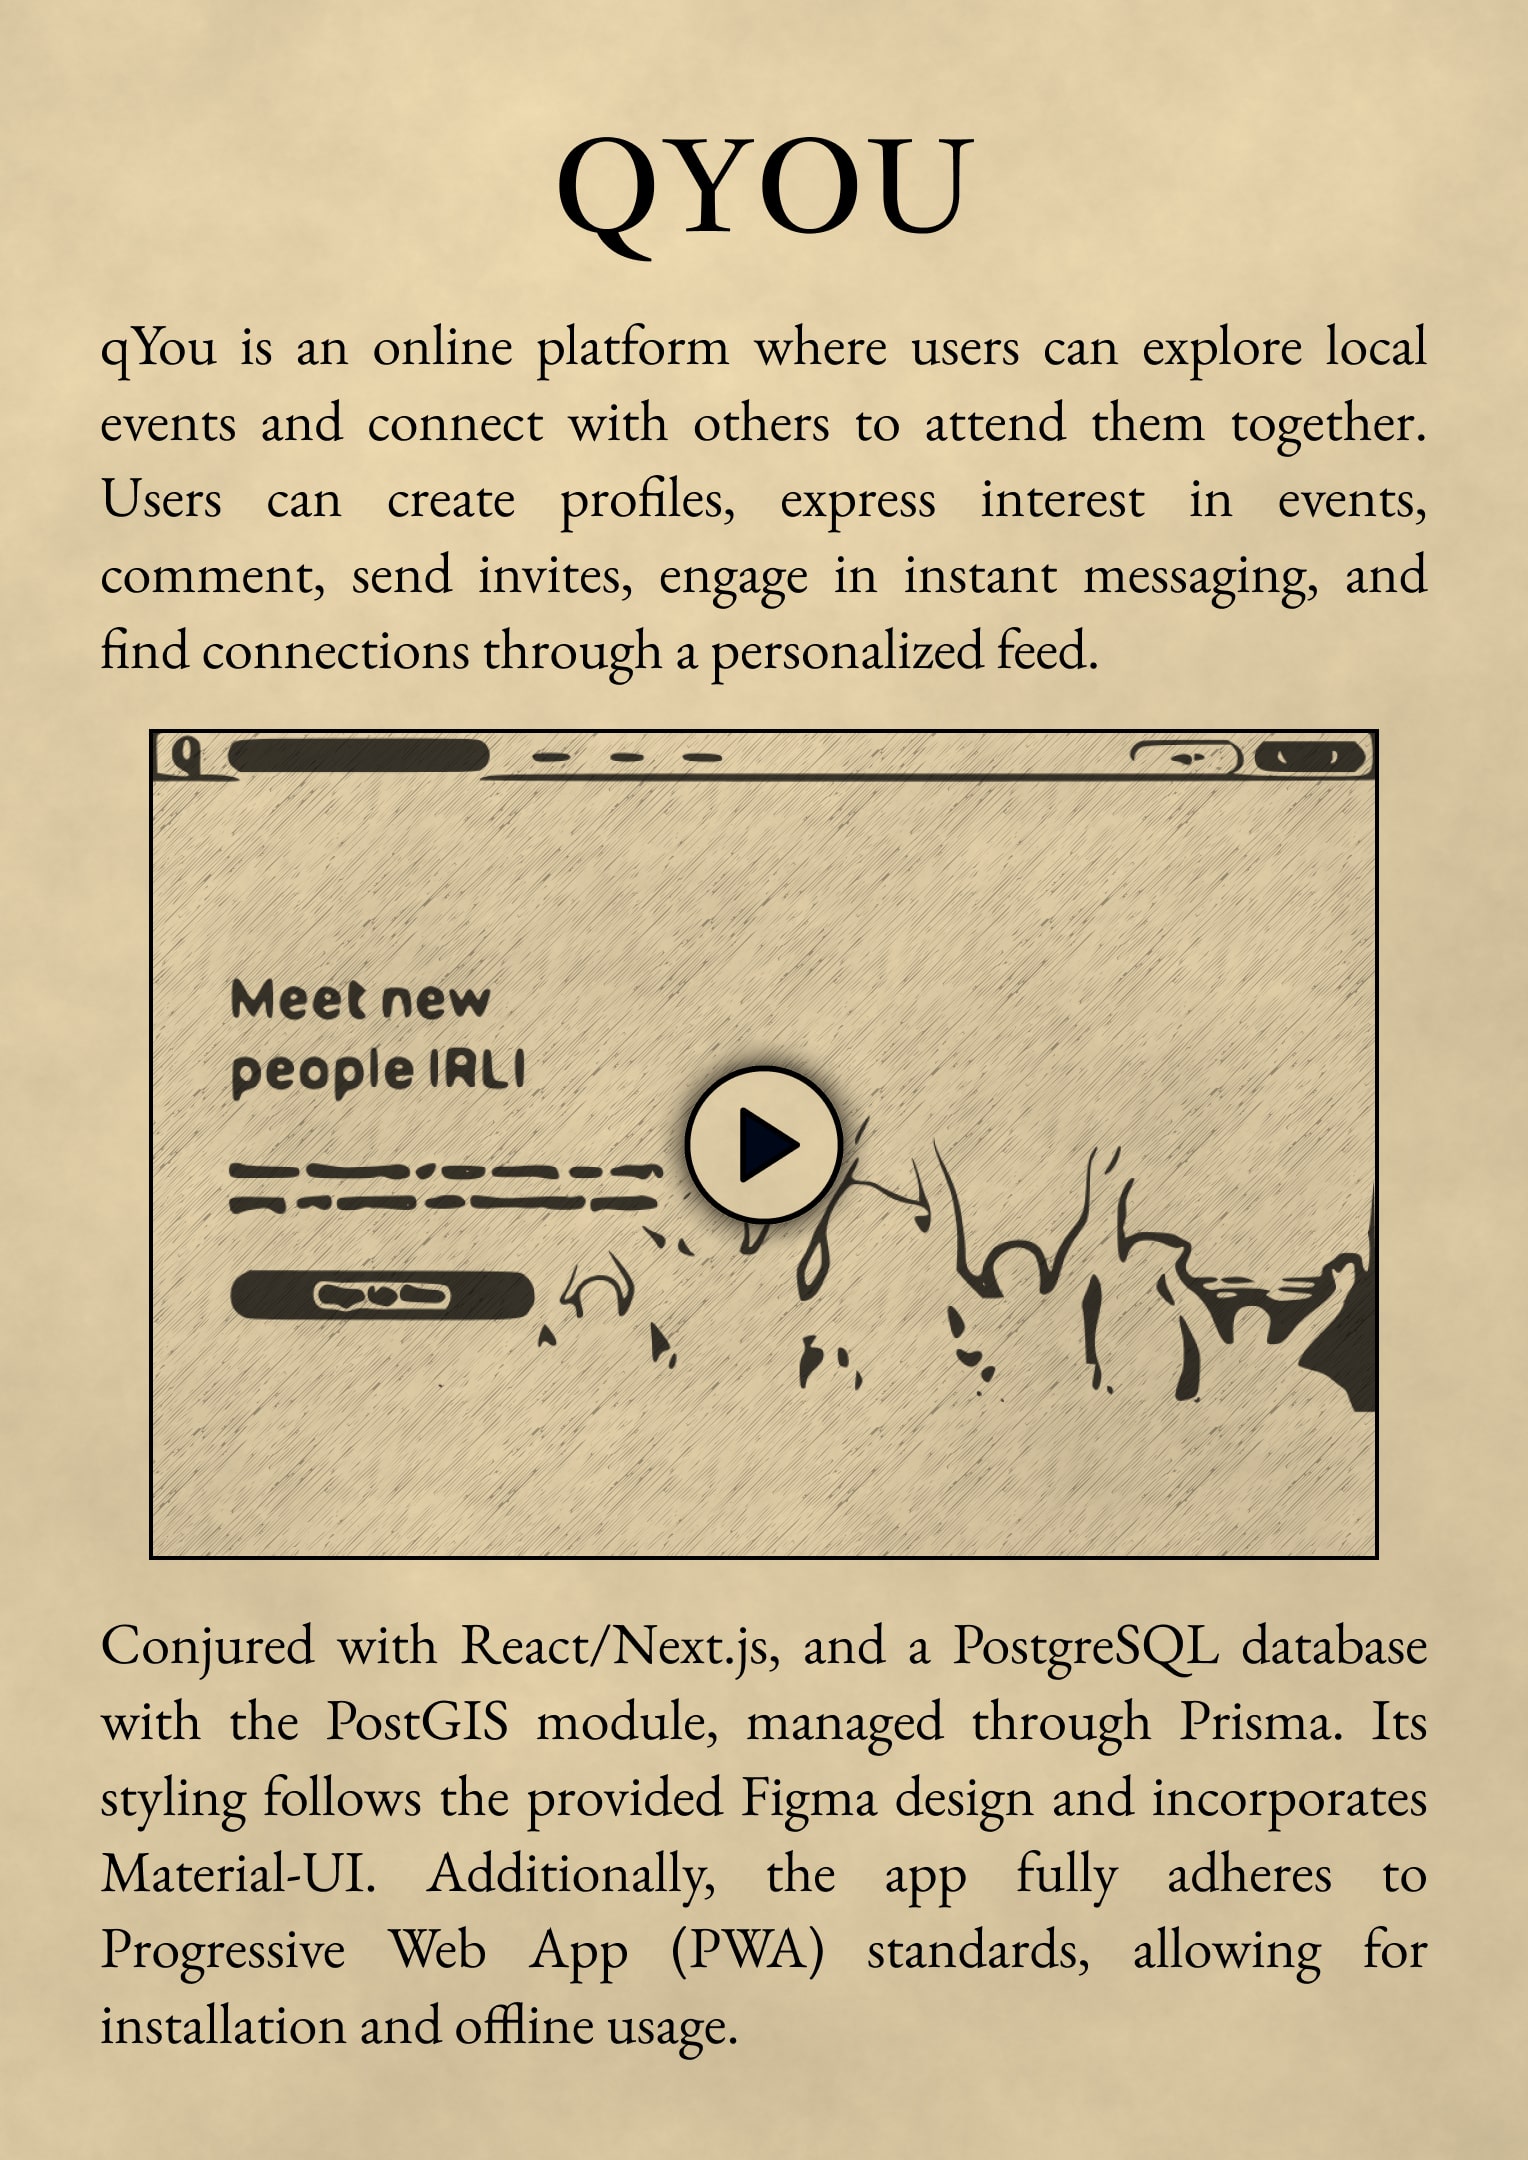 QYOU
qYou is an online platform where users can explore local
events and connect with others to attend them together.
Users can create profiles, express interest in events,
comment, send invites, engage in instant messaging, and
find connections through a personalized feed.
Q
Meet new
people IRL!
Conjured with React/Next.js, and a PostgreSQL database
with the PostGIS module, managed through Prisma. Its
styling follows the provided Figma design and incorporates
Material-UI. Additionally, the app fully adheres to
Progressive Web App (PWA) standards, allowing for
installation and offline usage.